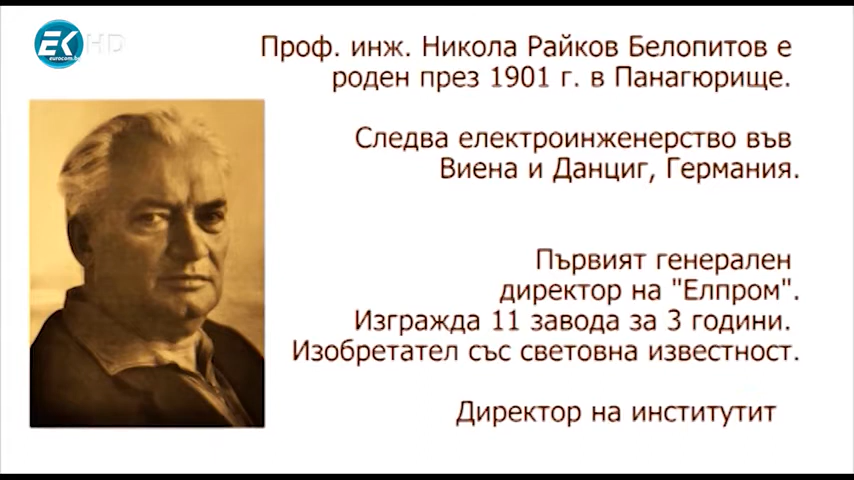 EK HD
eurocom.bg
Проф. инж. Никола Райков Белопитов е
роден през 1901 г. в Панагюрище.
Следва електроинженерство във
Виена и Данциг, Германия.
Първият генерален
директор на "Елпром".
Изгражда 11 завода за 3 години.
Изобретател със световна известност.
Директор на институтит